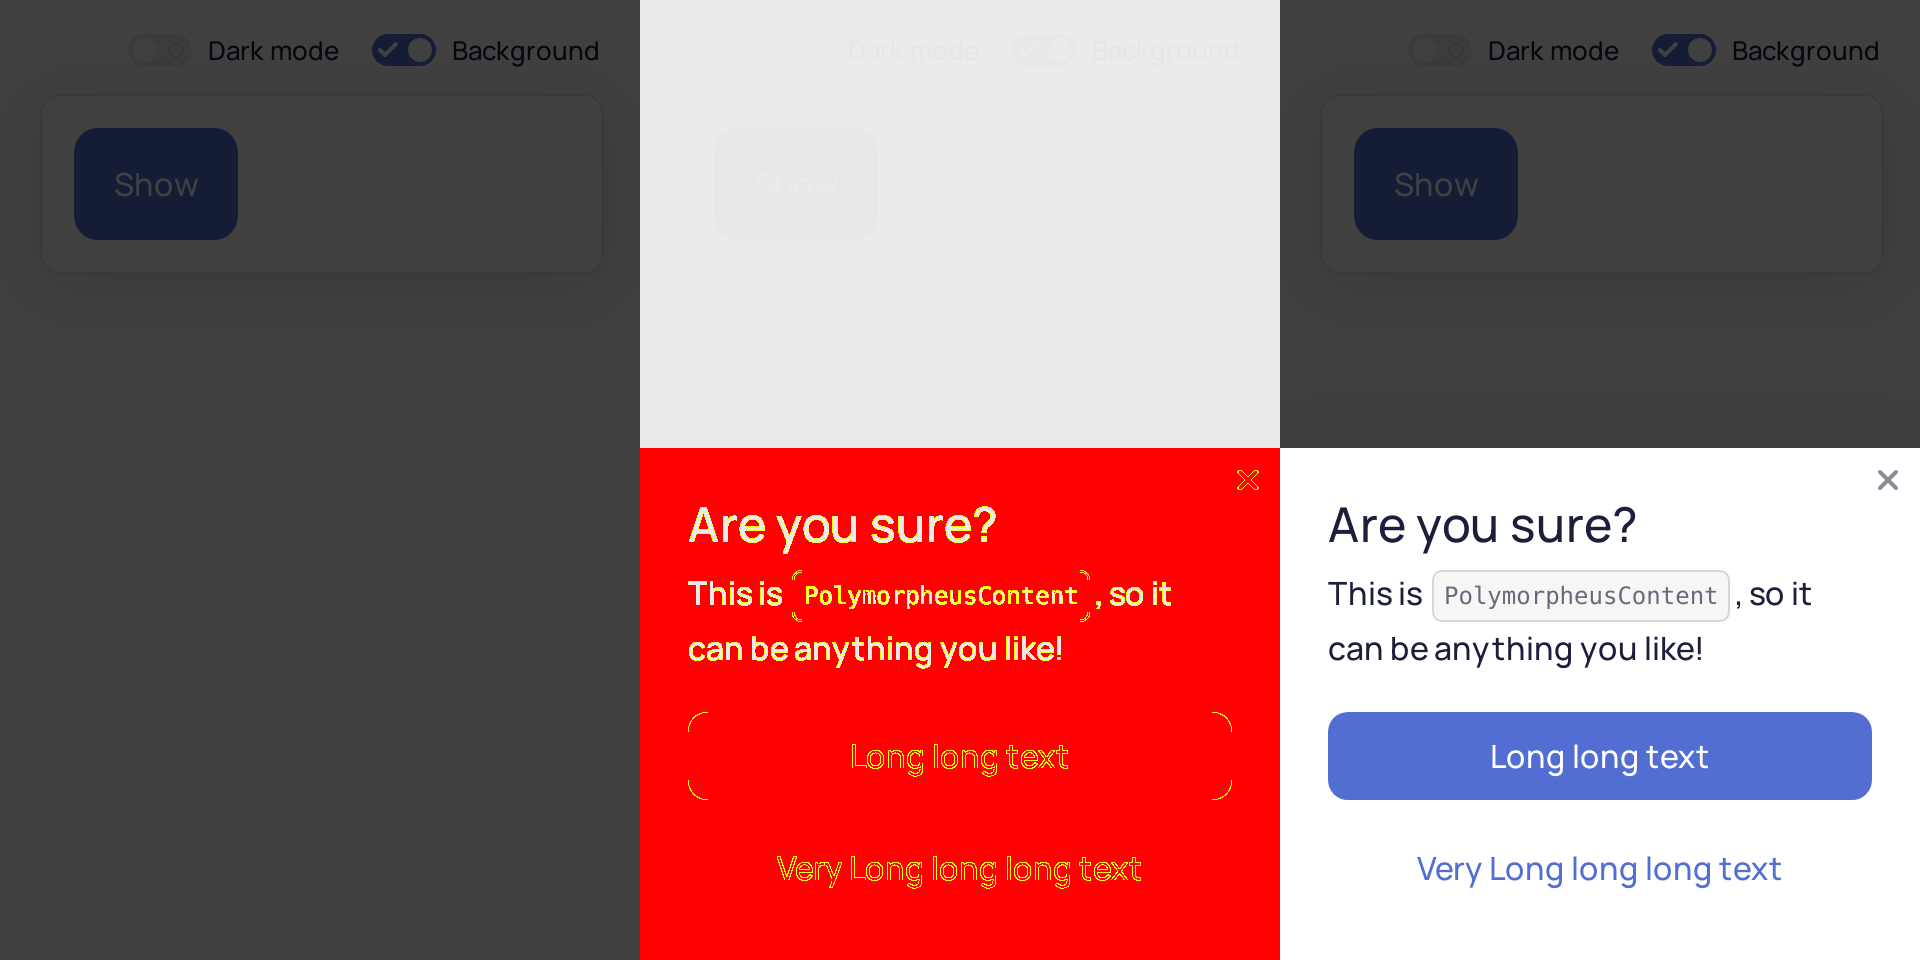 Dark mode Background
Show
Dark mode Background
Show
Are you sure?
This is PolymorpheusContent , so it
can be anything you like!
Long long text
Very Long long long text
Dark mode Background
Show
Are you sure?
This is PolymorpheusContent , so it
can be anything you like!
Long long text
Very Long long long text